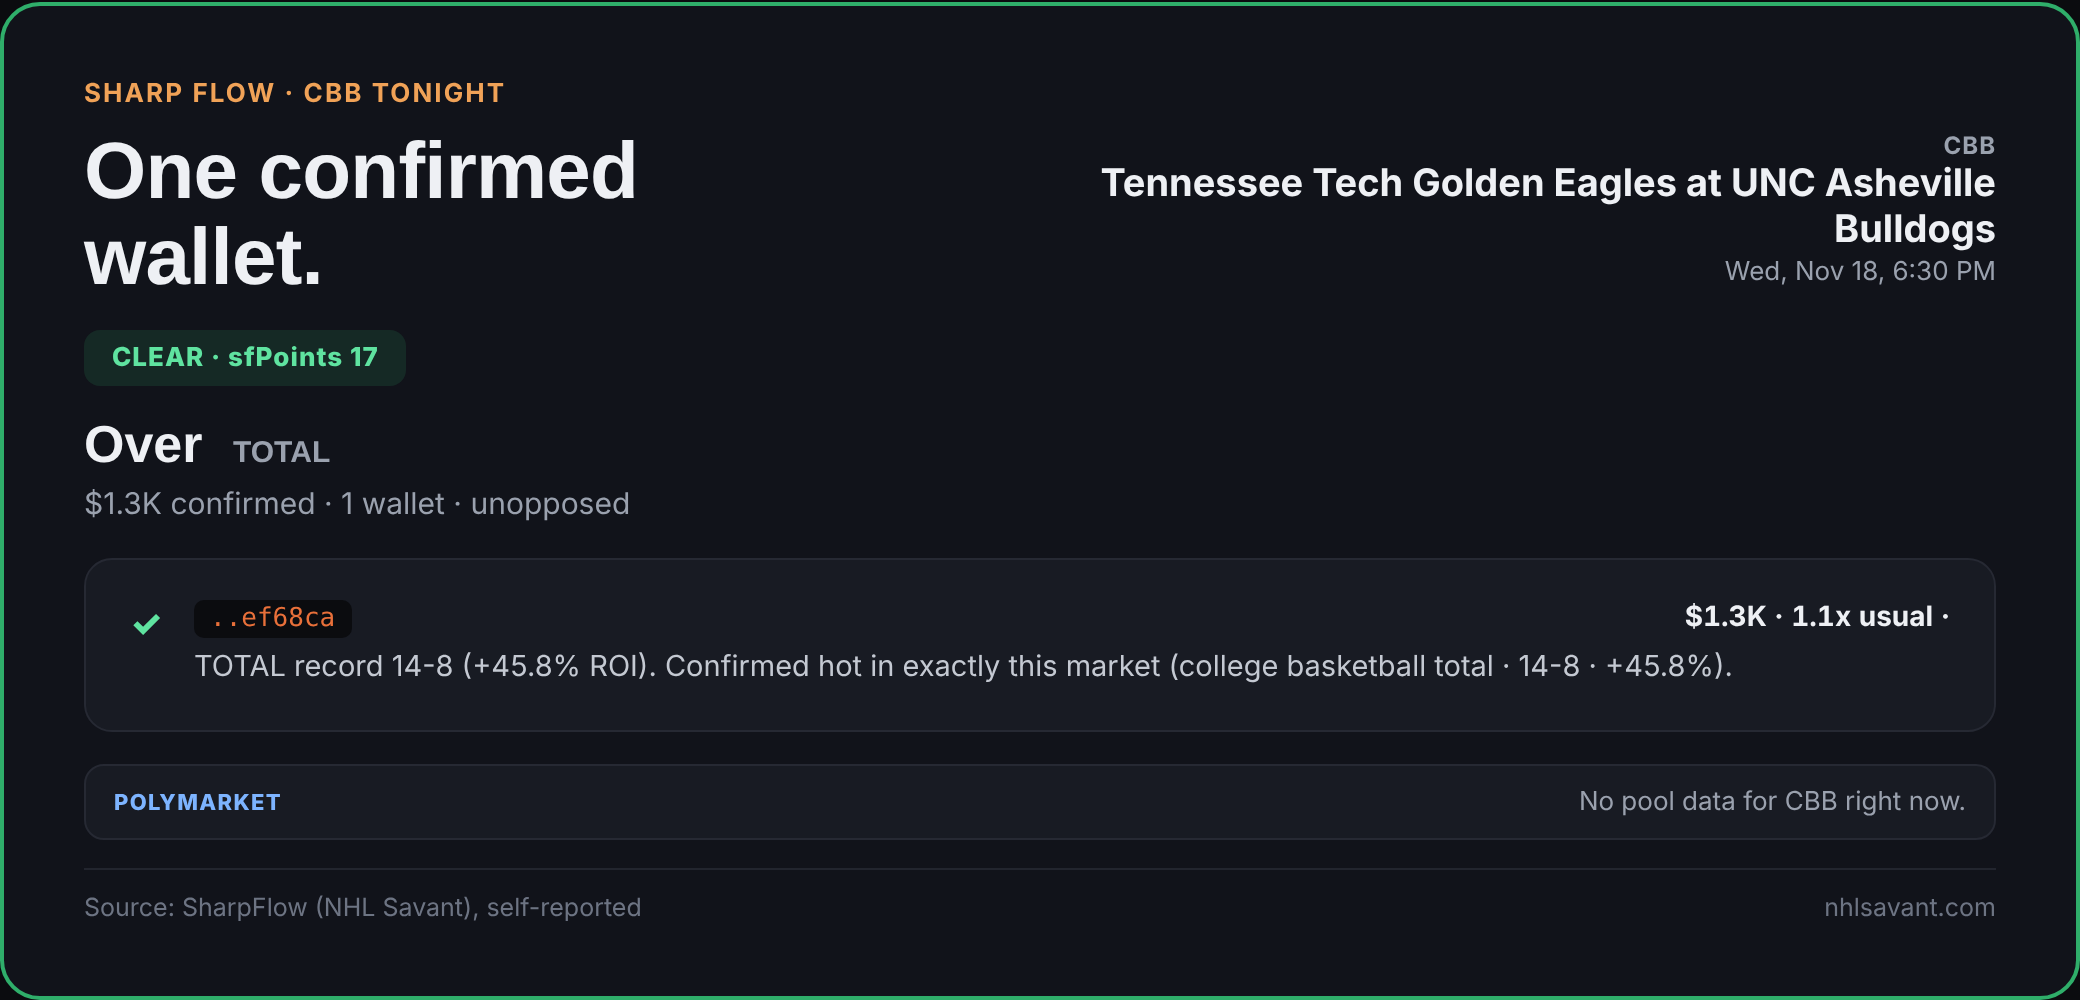 SHARP FLOW · CBB TONIGHT
One confirmed
wallet.
CBB
Tennessee Tech Golden Eagles at UNC Asheville
Bulldogs
Wed, Nov 18, 6:30 PM
CLEAR · sfPoints 17
Over TOTAL
$1.3K confirmed · 1 wallet · unopposed
..ef68ca
$1.3K · 1.1x usual ·
TOTAL record 14-8 (+45.8% ROI). Confirmed hot in exactly this market (college basketball total · 14-8 · +45.8%).
POLYMARKET
No pool data for CBB right now.
Source: SharpFlow (NHL Savant), self-reported
nhlsavant.com